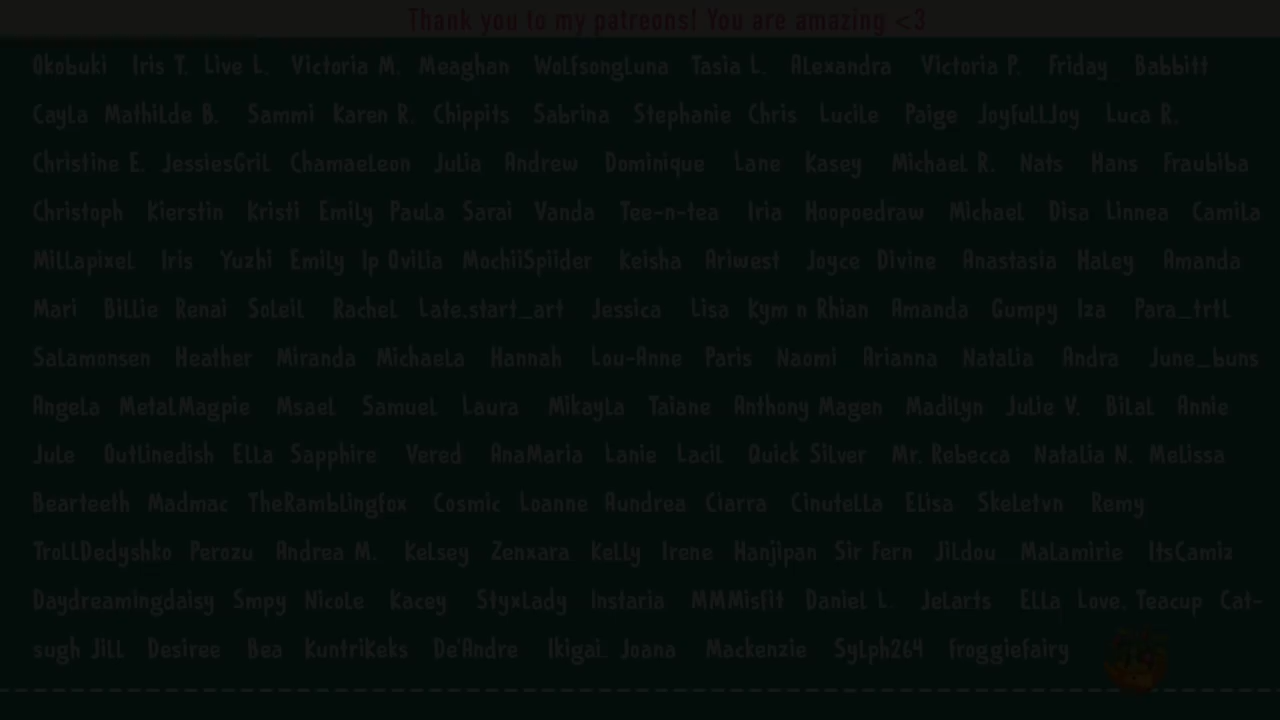 Thank you to my patreons! You are amazing <3
Okobuki Iris T. Live L. Victoria M. Meaghan WolfsongLuna Tasia L. Alexandra Victoria P. Friday Babbitt
Cayla Mathilde B. Sammi Karen R. Chippits Sabrina Stephanie Chris Lucile Paige JoyfullJoy Luca R.
Christine E. JessiesGril Chamaeleon Julia Andrew Dominique Lane Kasey Michael R. Nats Hans Fraubiba
Christoph Kierstin Kristi Emily Paula Sarai Vanda Tee-n-tea Iria Hoopoedraw Michael Disa Linnea Camila
Millapixel Iris Yuzhi Emily Ip Ovilia MochiiSpiider Keisha Ariwest Joyce Divine Anastasia Haley Amanda
Mari Billie Renai Soleil Rachel Late.start_art Jessica Lisa Kym n Rhian Amanda Gumpy Iza Para_trtl
Salamonsen Heather Miranda Michaela Hannah Lou-Anne Paris Naomi Arianna Natalia Andra June_buns
Angela MetalMagpie Msael Samuel Laura Mikayla Taiane Anthony Magen Madilyn Julie V. Bilal Annie
Jule Outlinedish Ella Sapphire Vered AnaMaria Lanie Lacil Quick Silver Mr. Rebecca Natalia N. Melissa
Bearteeth Madmac TheRamblingfox Cosmic Loanne Aundrea Ciarra Cinutella Elisa Skeletvn Remy
TrollDedyshko Perozu Andrea M. Kelsey Zenxara Kelly Irene Hanjipan Sir Fern Jildou Malamirie ItsCamiz
Daydreamingdaisy Smpy Nicole Kacey StyxLady Instaria MMMisfit Daniel L. Jelarts Ella Love. Teacup Cat-
sugh Jill Desiree Bea KuntriKeks De'Andre Ikigai. Joana Mackenzie Sylph264 Froggiefairy